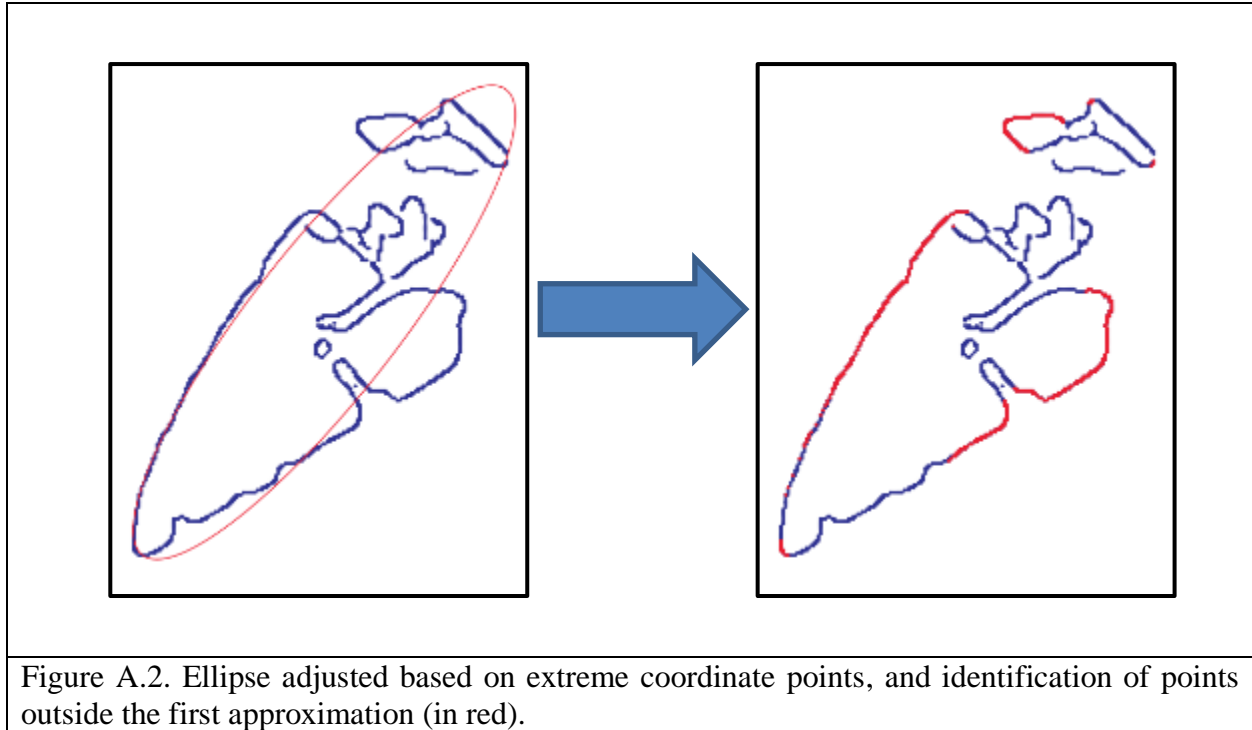 Figure A.2. Ellipse adjusted based on extreme coordinate points, and identification of points
outside the first approximation (in red).